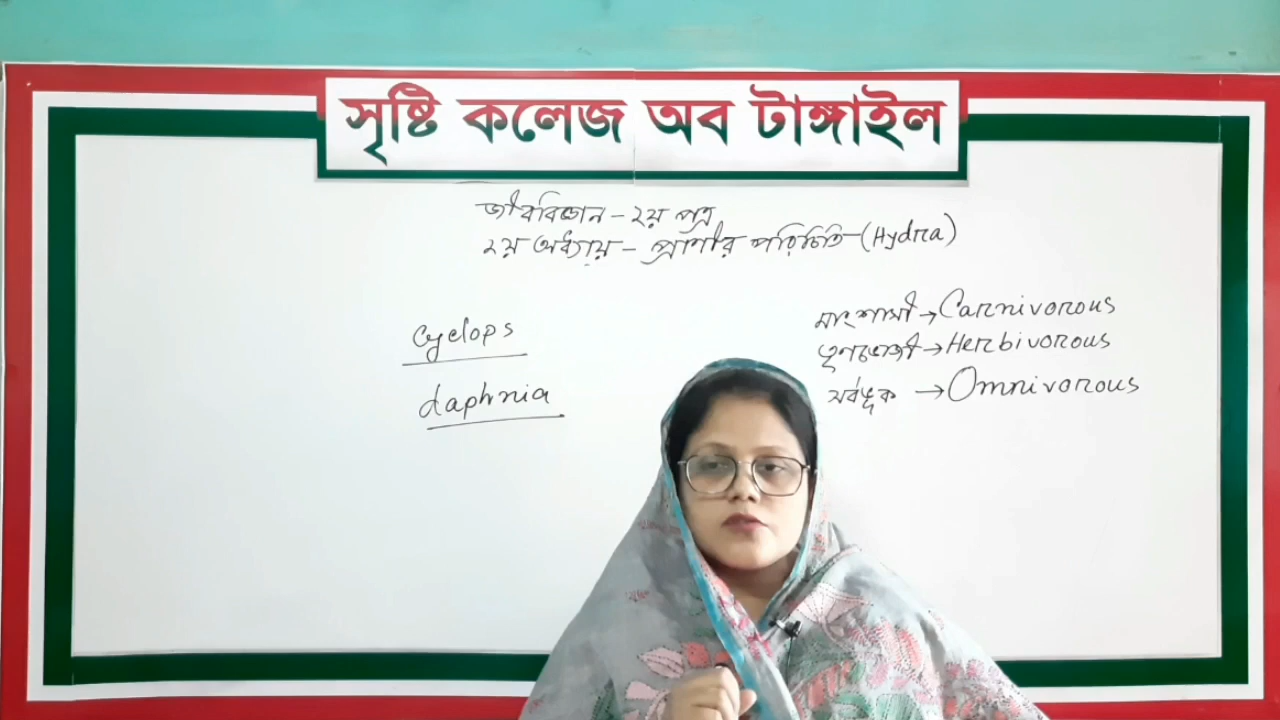 সৃষ্টি কলেজ অব টাঙ্গাইল
জীববিজ্ঞান - ২য় পত্র
২য় অধ্যায় - প্রাণীর পরিচিতি - (Hydra)
Cyclops
daphnia
মাংশাসী → Carnivorous
তৃণভোজী → Herbivorous
সর্বভূক → Omnivorous